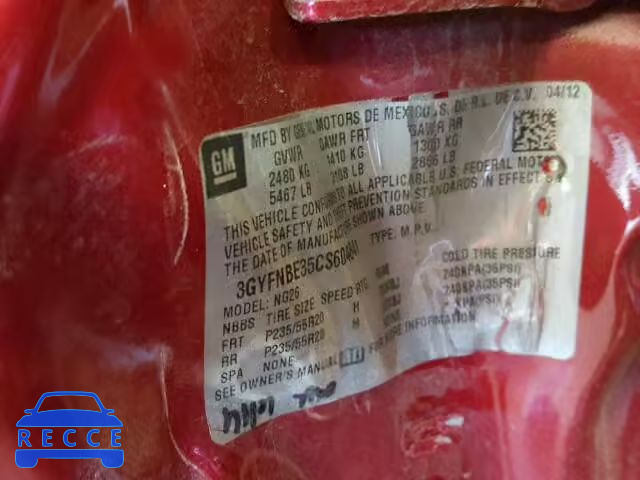 GM
MFD BY MOTORS DE MEXICO, S. DE R.L. DE C.V. 04/12
GVWR GAWR FRT GAWR RR
2480 KG 1410 KG 1300 KG
5467 LB 3108 LB 2866 LB
THIS VEHICLE CONFORMS TO ALL APPLICABLE U.S. FEDERAL MOTOR
VEHICLE SAFETY AND THEFT PREVENTION STANDARDS IN EFFECT ON
THE DATE OF MANUFACTURE SHOWN ABOVE.
3GYFNBE35CS60 TYPE: M.P.V.
MODEL: NG26 COLD TIRE PRESSURE
NBBS TIRE SIZE SPEED RTG RIM
FRT P235/55R20 H 240KPA(35PSI)
RR P235/55R20 H 240KPA(35PSI)
SPA NONE KPA(PSI)
SEE OWNER'S MANUAL FOR MORE INFORMATION
RECCE